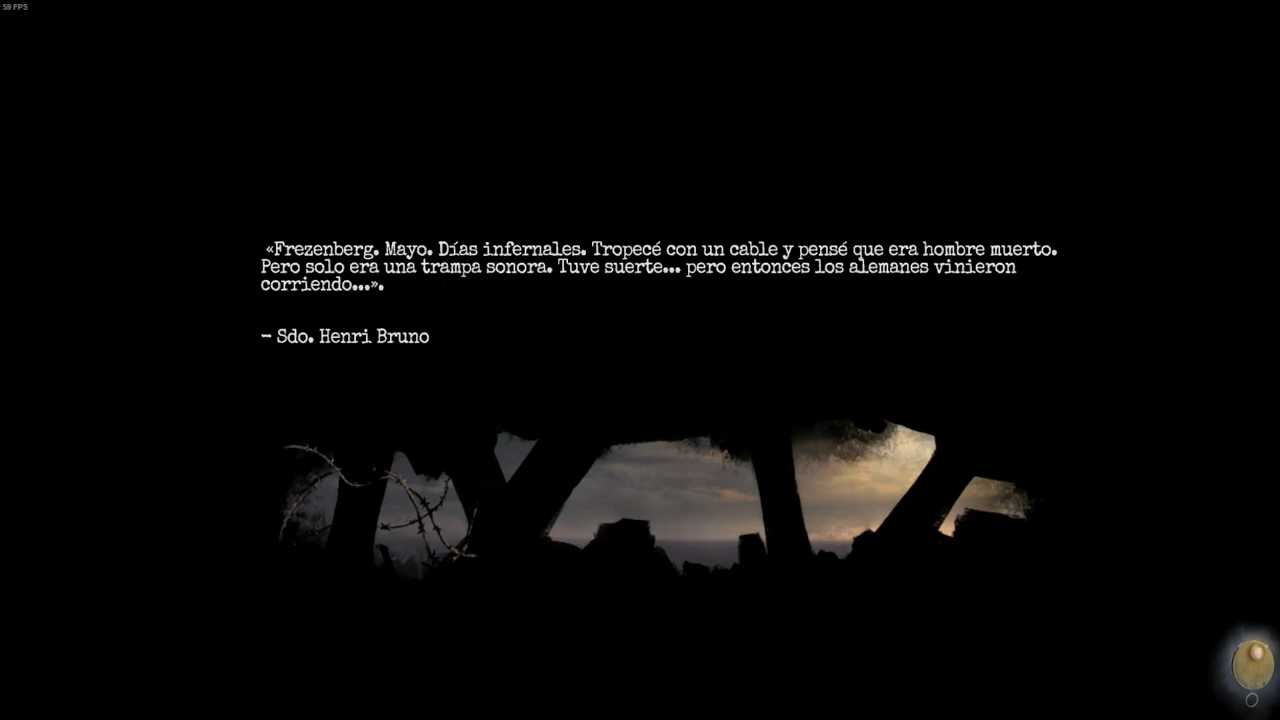 59 FPS
«Frezenberg. Mayo. Días infernales. Tropecé con un cable y pensé que era hombre muerto.
Pero solo era una trampa sonora. Tuve suerte... pero entonces los alemanes vinieron
corriendo...».
– Sdo. Henri Bruno